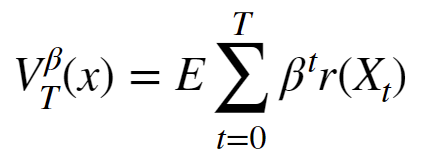 V_T^β(x) = E ∑_{t=0}^{T} β^t r(X_t)